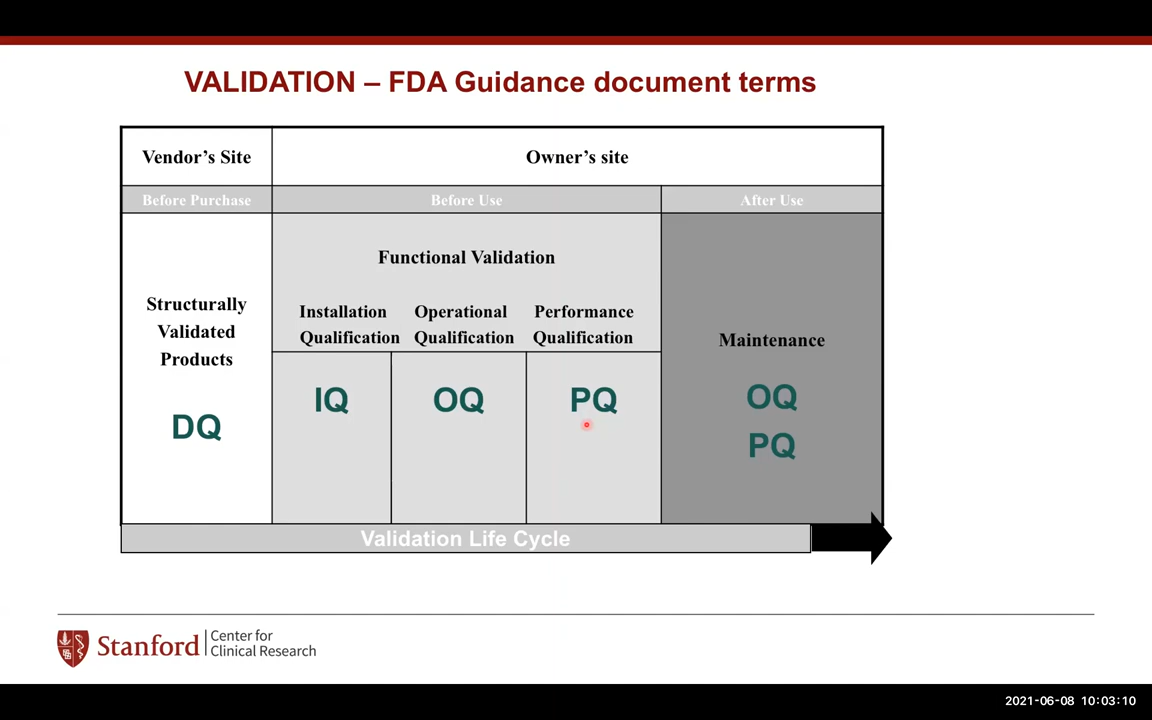 VALIDATION – FDA Guidance document terms
Vendor's Site
Owner's site
Before Purchase
Before Use
After Use
Structurally
Validated
Products
DQ
Functional Validation
Installation
Qualification
Operational
Qualification
Performance
Qualification
IQ
OQ
PQ
Maintenance
OQ
PQ
Validation Life Cycle
Stanford
Center for
Clinical Research
2021-06-08 10:03:10